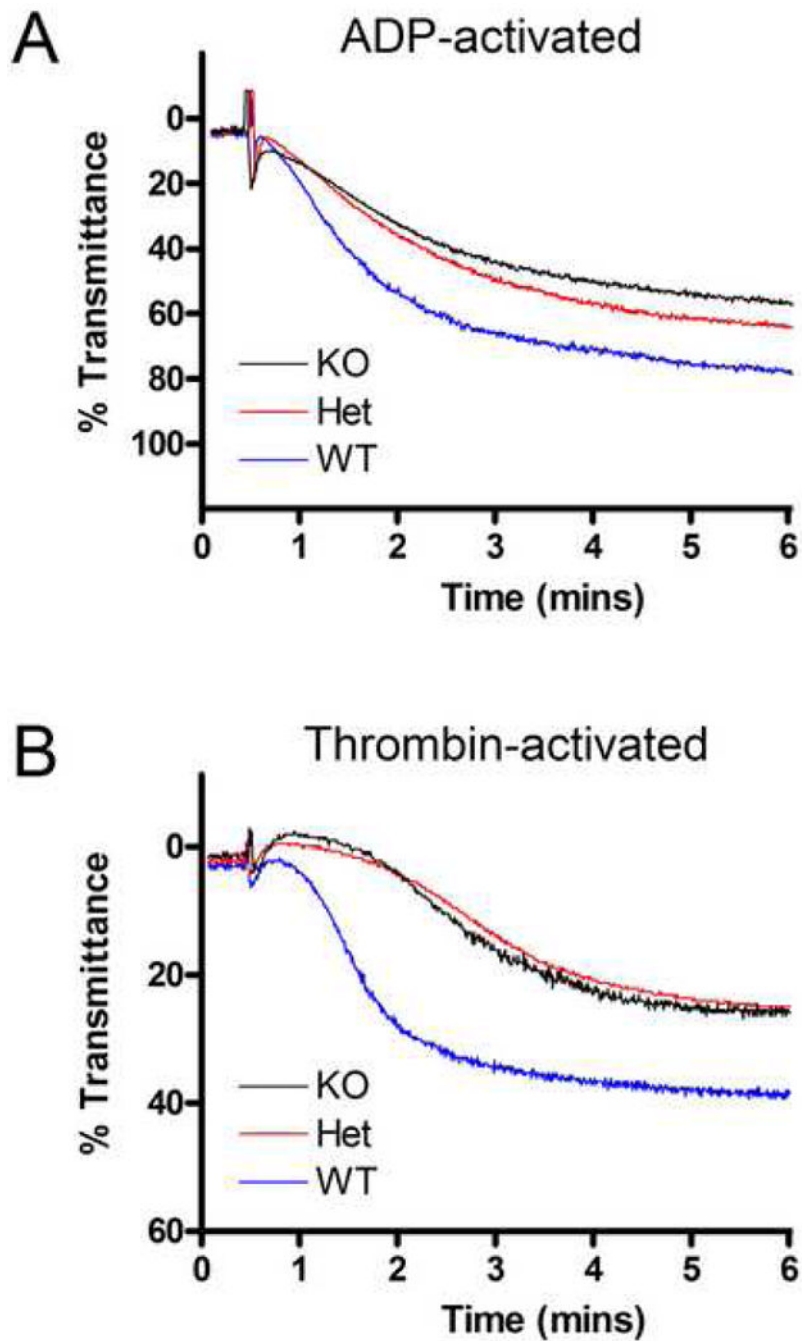 A
ADP-activated
0
20
40
60
80
100
% Transmittance
KO
Het
WT
0 1 2 3 4 5 6
Time (mins)
B
Thrombin-activated
0
20
40
60
% Transmittance
KO
Het
WT
0 1 2 3 4 5 6
Time (mins)